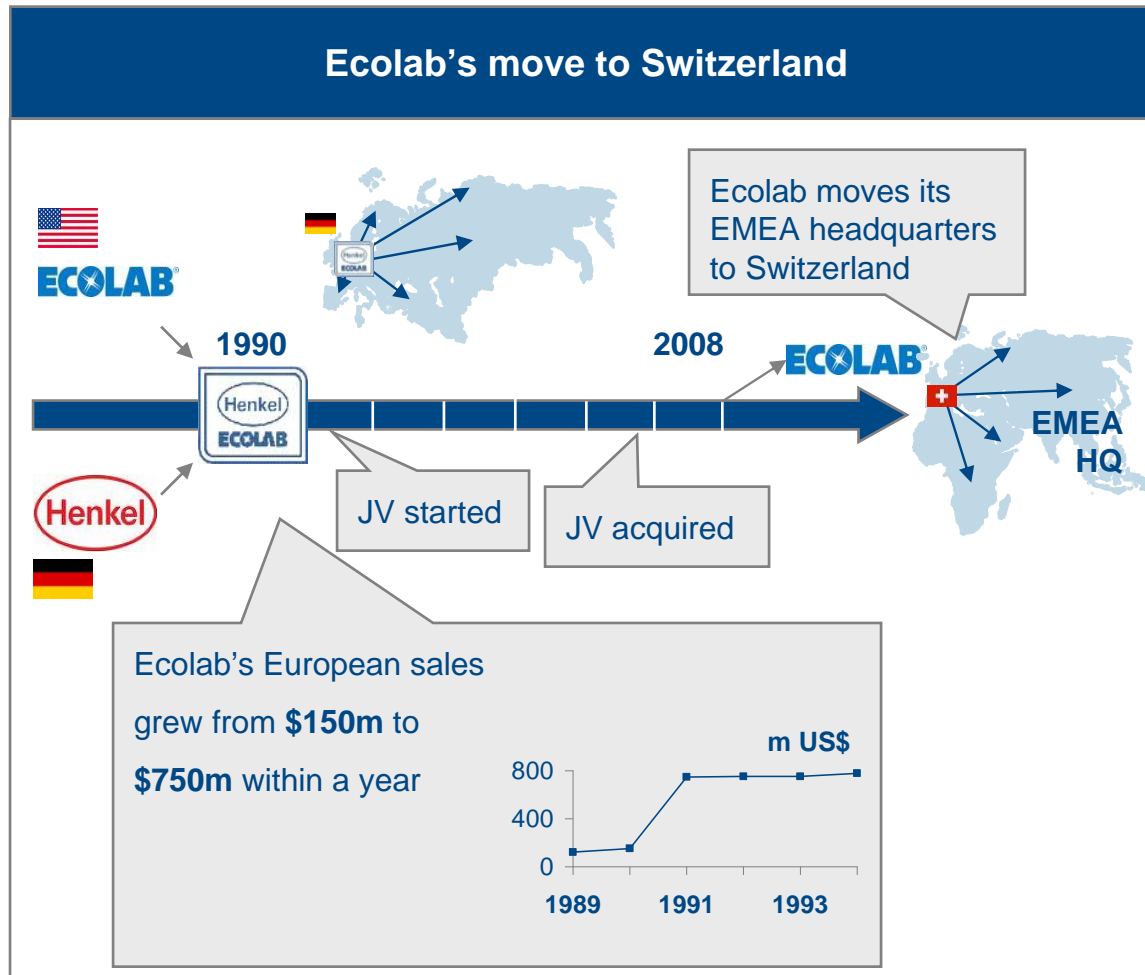 Ecolab's move to Switzerland
Ecolab moves its
EMEA headquarters
to Switzerland
ECOLAB®
Henkel
ECOLAB
1990
2008
ECOLAB®
Henkel
ECOLAB
EMEA
HQ
Henkel
JV started
JV acquired
Ecolab's European sales
grew from $150m to
$750m within a year
m US$
800
400
0
1989 1991 1993